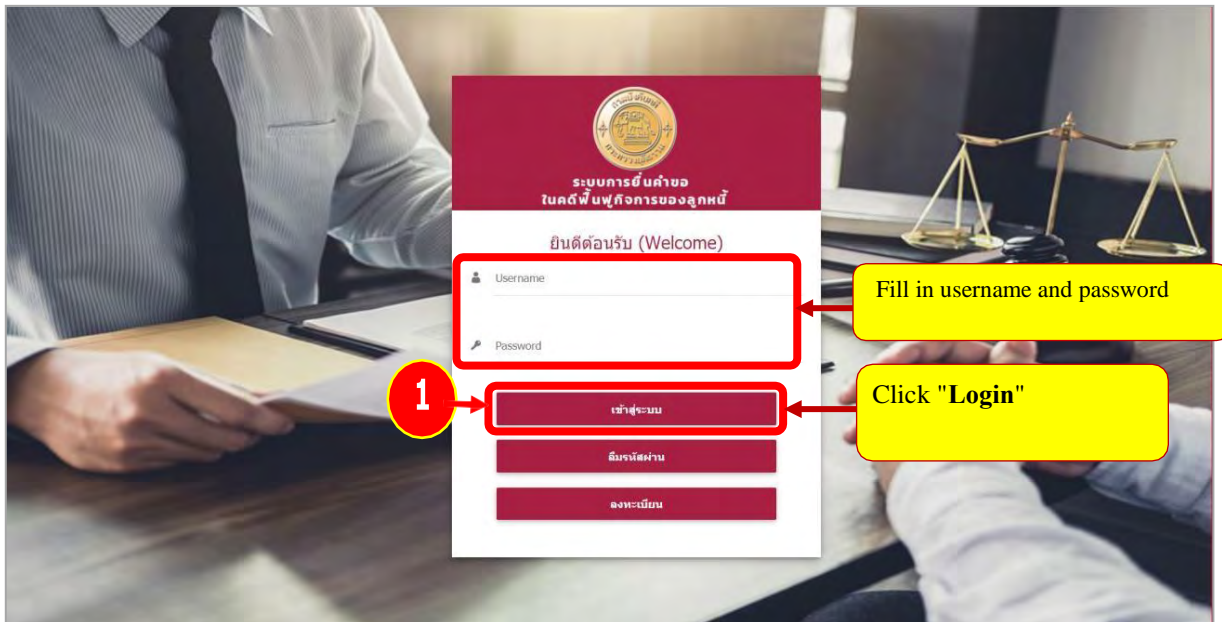 ระบบการยื่นคำขอ
ในคดีฟื้นฟูกิจการของลูกหนี้
ยินดีต้อนรับ (Welcome)
Username
Fill in username and password
Password
1
เข้าสู่ระบบ
Click "Login"
ลืมรหัสผ่าน
ลงทะเบียน